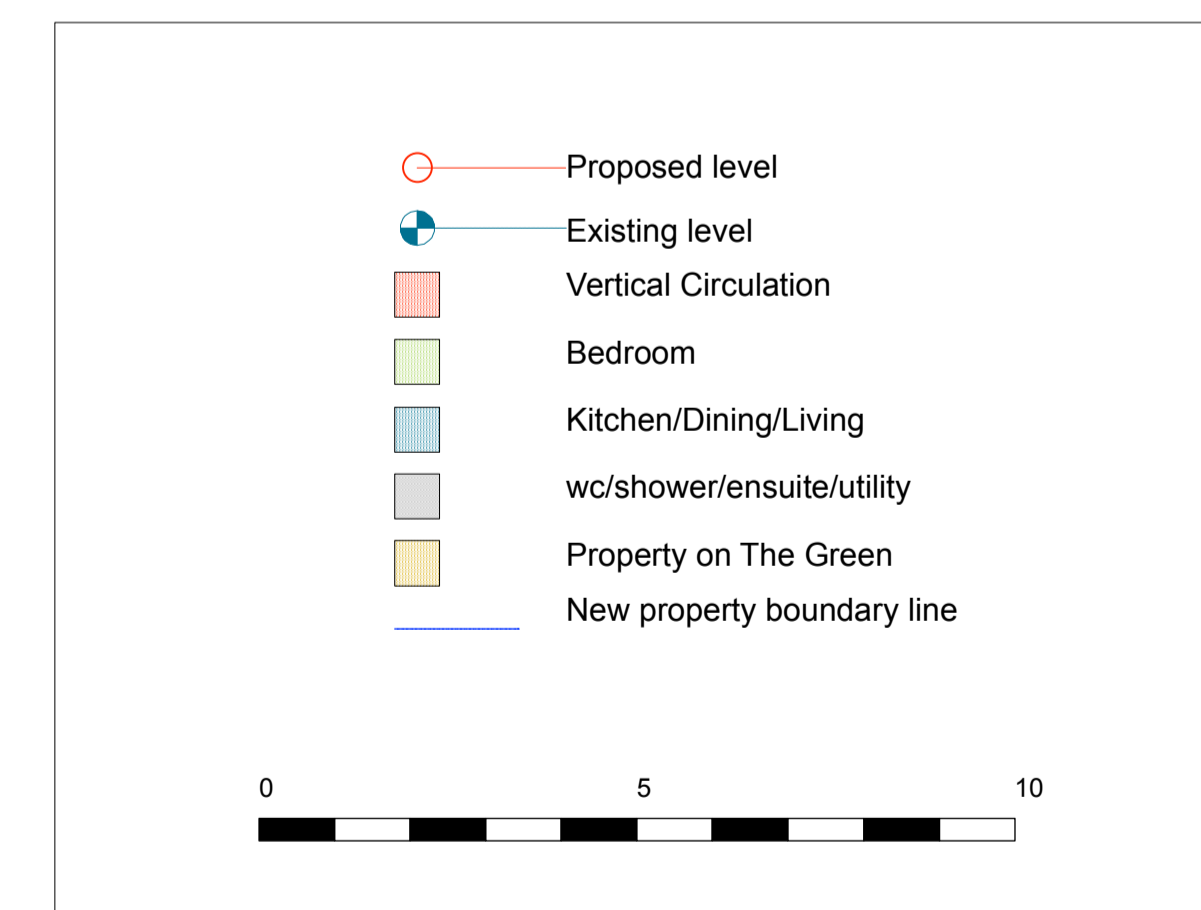 Proposed level
Existing level
Vertical Circulation
Bedroom
Kitchen/Dining/Living
wc/shower/ensuite/utility
Property on The Green
New property boundary line
0 5 10